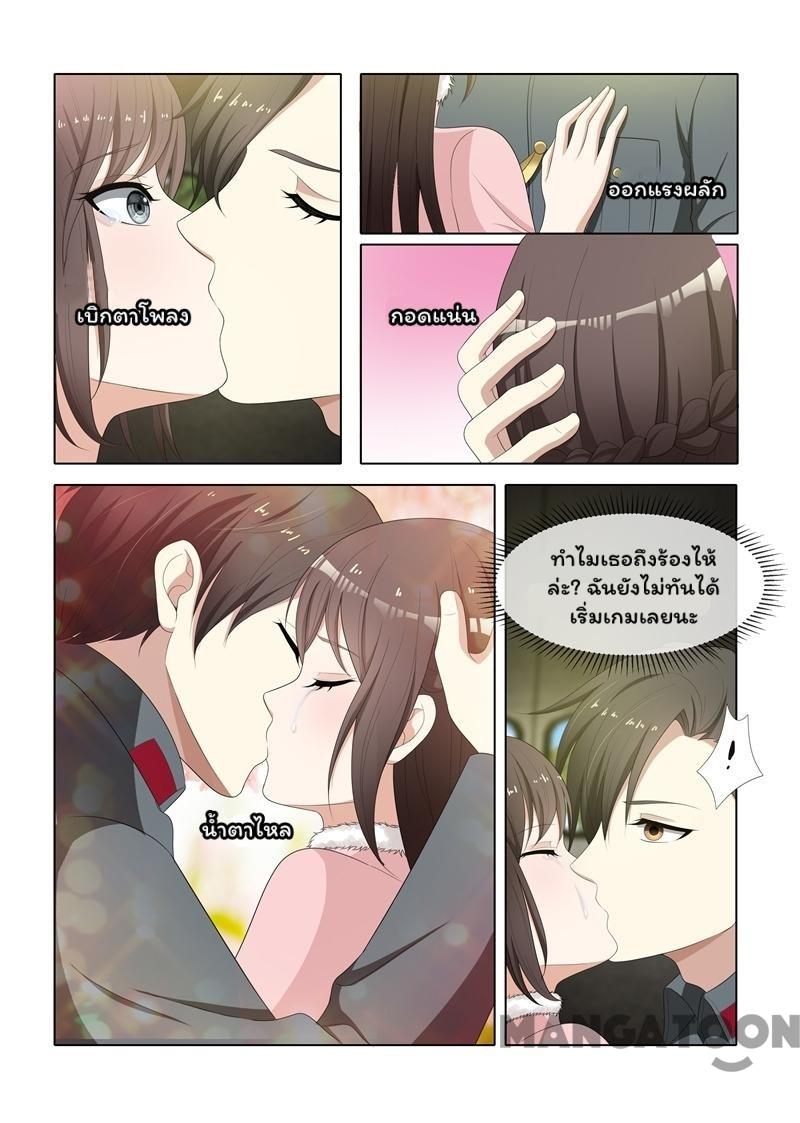 เบิกตาโพลง
ออกแรงผลัก
กอดแน่น
น้ำตาไหล
ทำไมเธอถึงร้องไห้
ล่ะ? ฉันยังไม่ทันได้
เริ่มเกมเลยนะ
!
MANGATOON